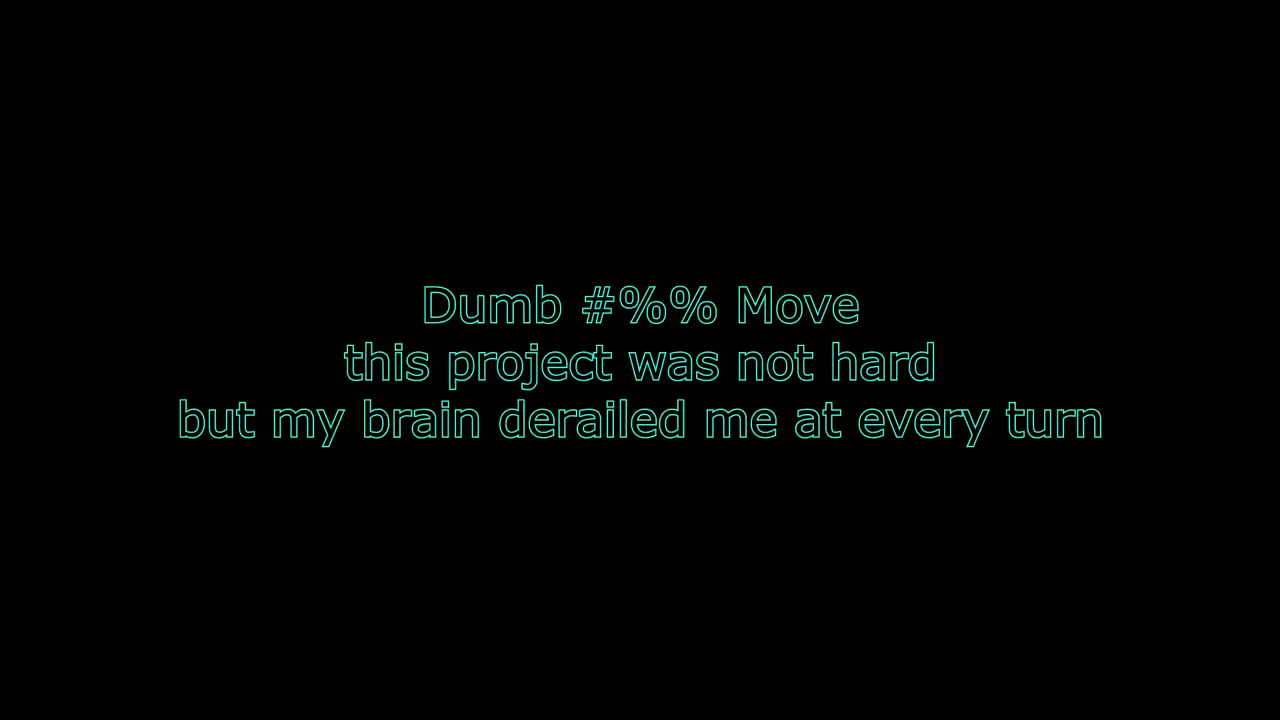 Dumb #%% Move
this project was not hard
but my brain derailed me at every turn